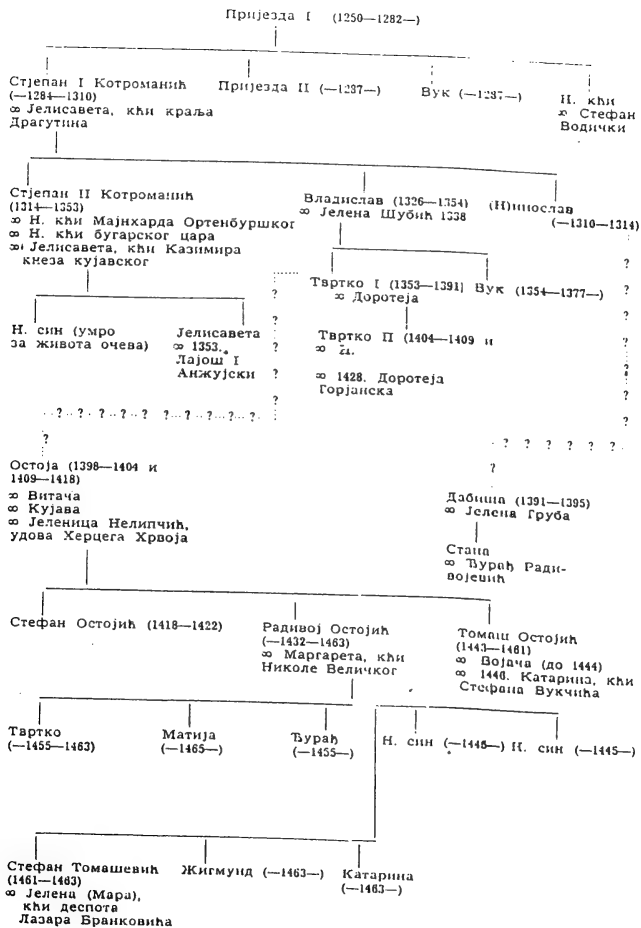 Пријезда I (1250—1282—)
Стјепан I Котроманић
(—1284—1310)
∞ Јелисавета, кћи краља
Драгутина
Пријезда II (—1287—)
Вук (—1287—)
Н. кћи
∞ Стефан
Водички
Стјепан II Котроманић
(1314—1353)
∞ Н. кћи Мајнхарда Ортенбуршког
∞ Н. кћи бугарског цара
∞ Јелисавета, кћи Казимира
кнеза кујавског
Владислав (1326—1354)
∞ Јелена Шубић 1338
(Н)инослав
(—1310—1314)
Н. син (умро
за живота очева)
Јелисавета
∞ 1353.
Лајош I
Анжујски
Твртко I (1353—1391)
∞ Доротеја
Вук (1354—1377—)
Твртко П (1404—1409 и
∞
∞ 1428. Доротеја
Горјанска
?
?
?
?
?
?
?
?
?
?
?
?
? ? ? ? ? ? ? ? ?
? ? ? ? ? ?
?
?
Остоја (1398—1404 и
1409—1418)
∞ Витача
∞ Кујава
∞ Јеленица Нелипчић,
удова Херцега Хрвоја
Дабиша (1391—1395)
∞ Јелена Груба
Стана
∞ Ђурађ Ради-
војевић
Стефан Остојић (1418—1422)
Радивој Остојић
(—1432—1463)
∞ Маргарета, кћи
Николе Величког
Томаш Остојић
(1443—1461)
∞ Војача (до 1444)
∞ 1446. Катарина, кћи
Стефана Вукчића
Твртко
(—1455—1463)
Матија
(—1465—)
Ђурађ
(—1455—)
Н. син (—1445—)
Н. син (—1445—)
Стефан Томашевић
(1461—1463)
∞ Јелена (Мара),
кћи деспота
Лазара Бранковића
Жигмунд (—1463—)
Катарина
(—1463—)